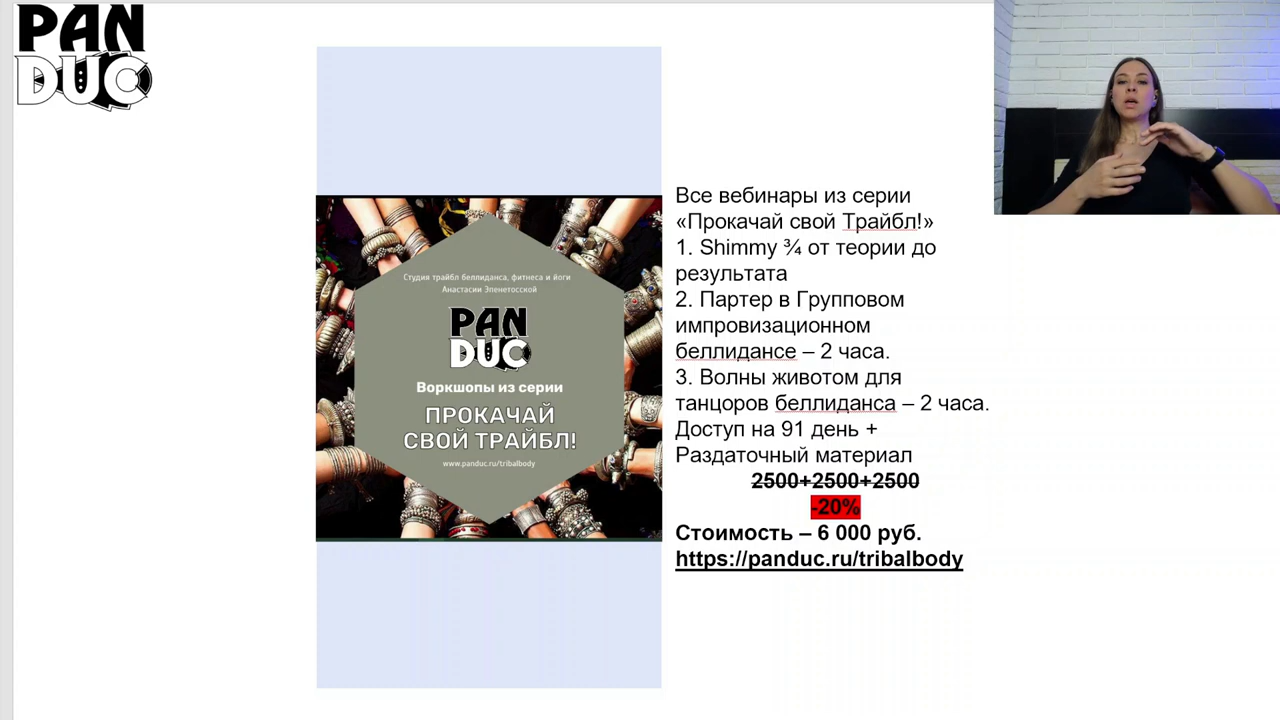 PAN
DUC
Студия трайбл беллиданса, фитнеса и йоги
Анастасии Эпенетосской
PAN
DUC
Воркшопы из серии
ПРОКАЧАЙ
СВОЙ ТРАЙБЛ!
www.panduc.ru/tribalbody
Все вебинары из серии
«Прокачай свой Трайбл!»
1. Shimmy ¾ от теории до
результата
2. Партер в Групповом
импровизационном
беллидансе – 2 часа.
3. Волны животом для
танцоров беллиданса – 2 часа.
Доступ на 91 день +
Раздаточный материал
2500+2500+2500
-20%
Стоимость – 6 000 руб.
https://panduc.ru/tribalbody